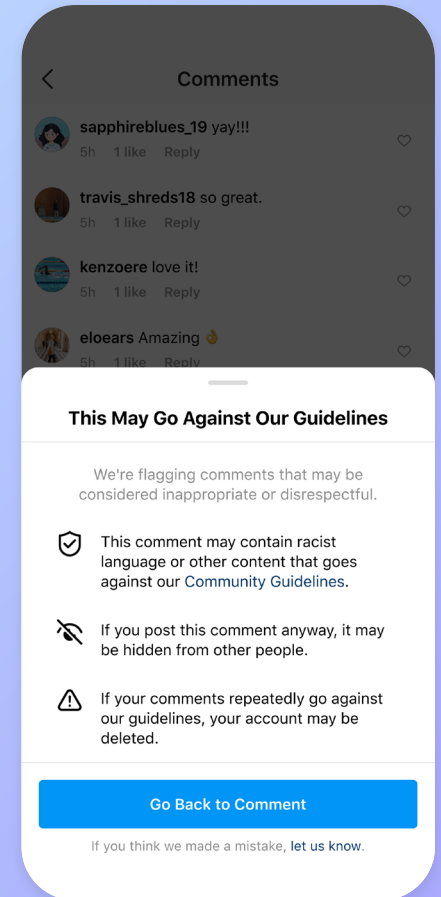 Comments
sapphireblues_19 yay!!!
5h 1 like Reply
travis_shreds18 so great.
5h 1 like Reply
kenzoere love it!
5h 1 like Reply
eloears Amazing 👌
5h 1 like Reply
This May Go Against Our Guidelines
We're flagging comments that may be
considered inappropriate or disrespectful.
This comment may contain racist
language or other content that goes
against our Community Guidelines.
If you post this comment anyway, it may
be hidden from other people.
If your comments repeatedly go against
our guidelines, your account may be
deleted.
Go Back to Comment
If you think we made a mistake, let us know.